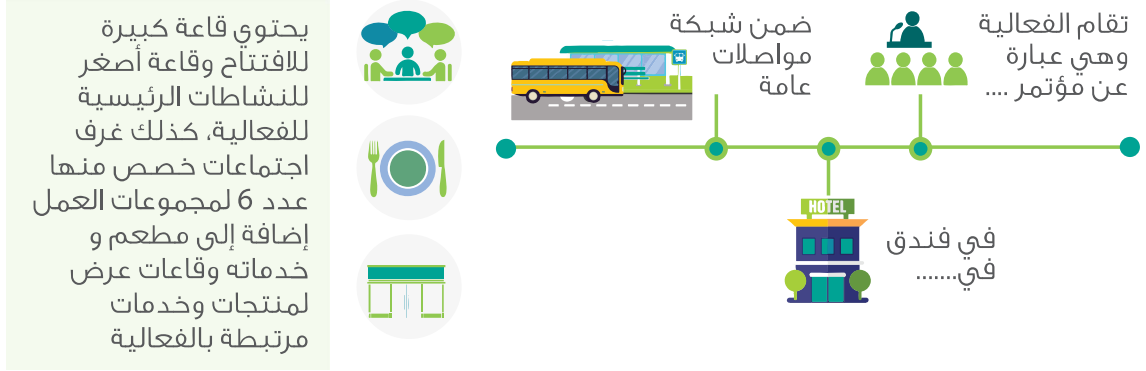 تقام الفعالية
وهي عبارة
عن مؤتمر ....
ضمن شبكة
مواصلات
عامة
HOTEL
في فندق
في.......
يحتوي قاعة كبيرة
للافتتاح وقاعة أصغر
للنشاطات الرئيسية
للفعالية، كذلك غرف
اجتماعات خصص منها
عدد 6 لمجموعات العمل
إضافة إلى مطعم و
خدماته وقاعات عرض
لمنتجات وخدمات
مرتبطة بالفعالية